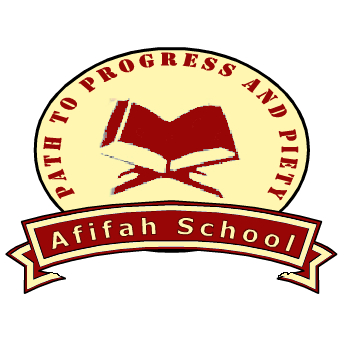 PATH TO PROGRESS AND PIETY
Afifah School